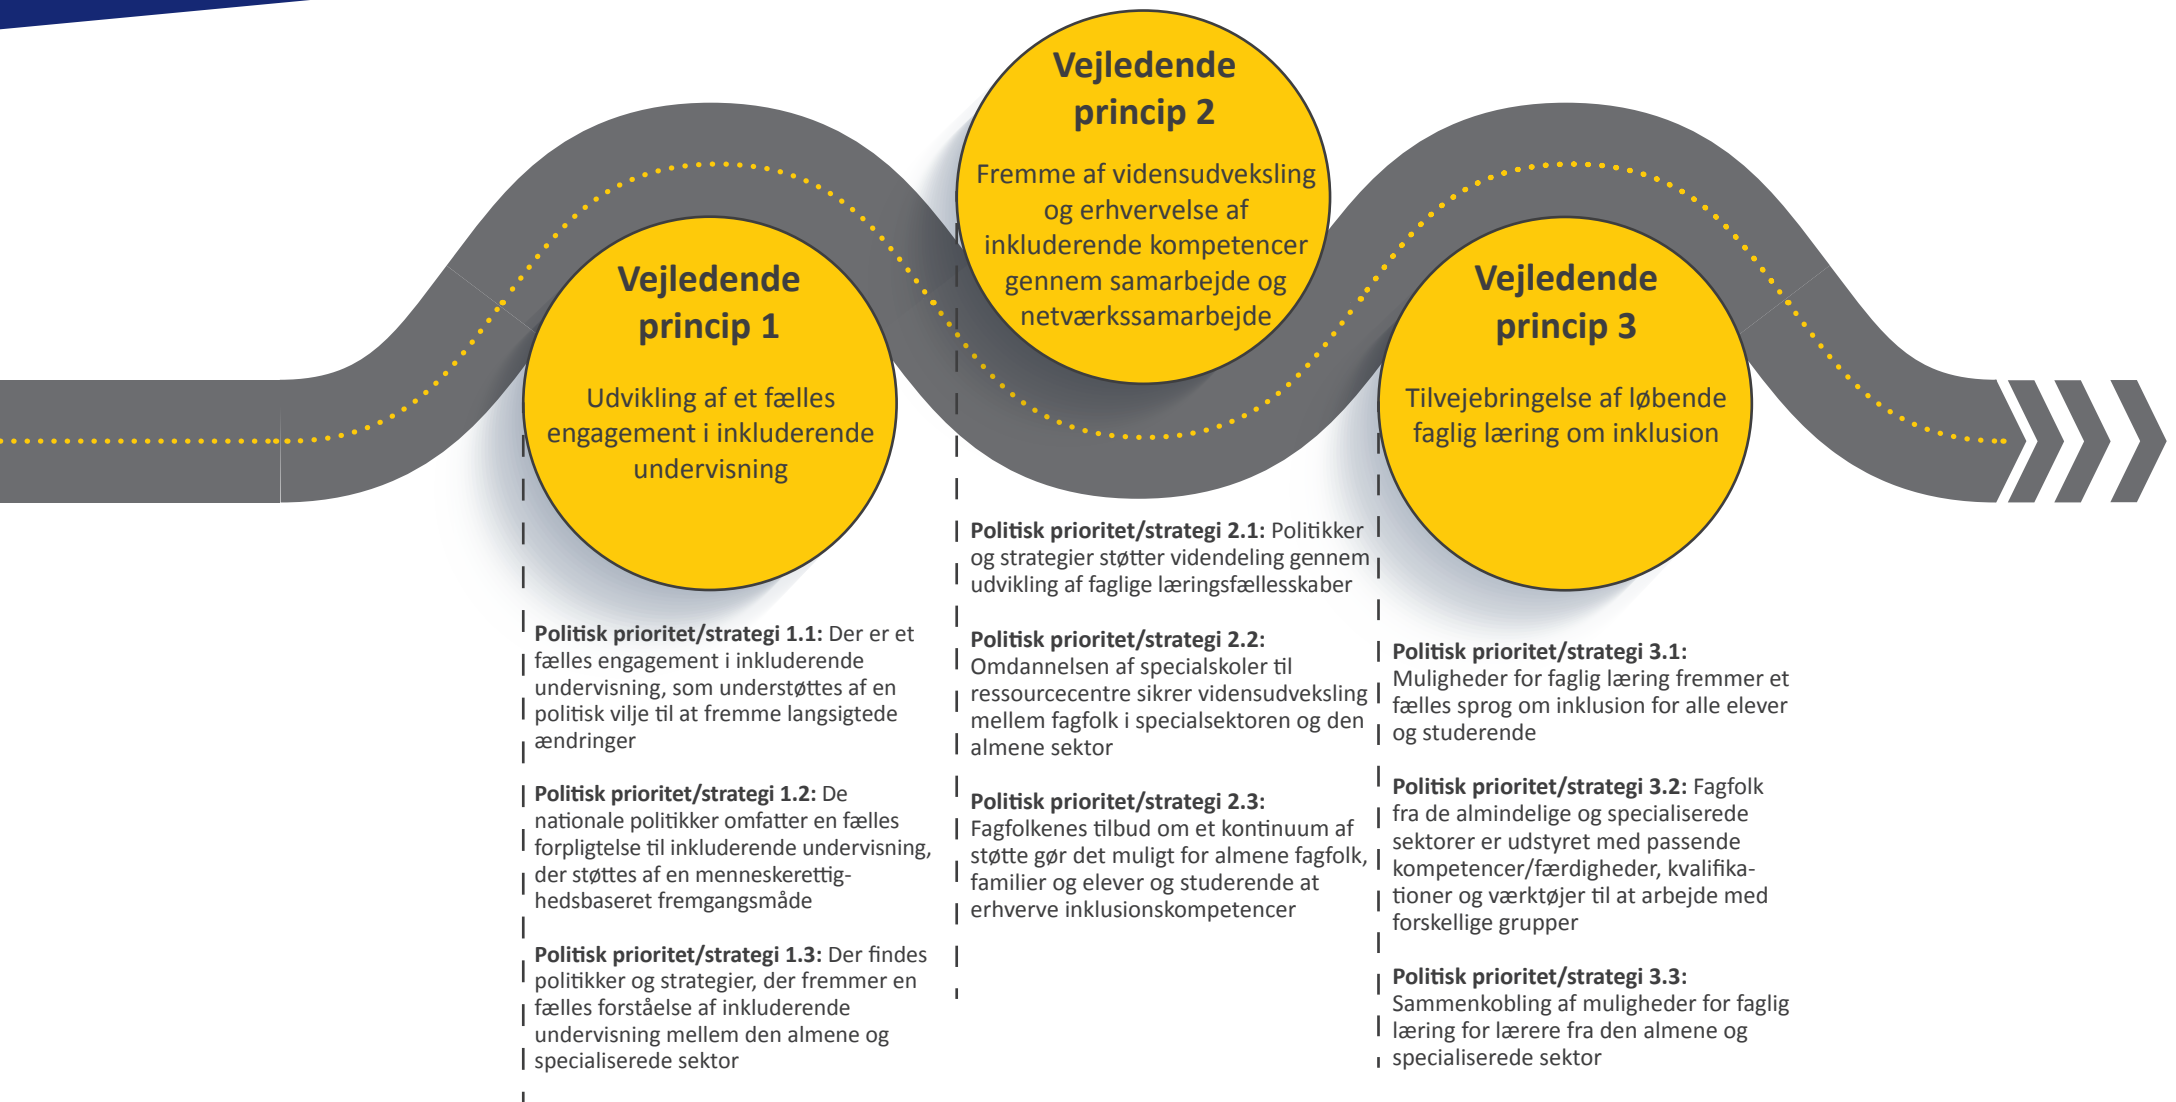 Vejledende
princip 1
Udvikling af et fælles
engagement i inkluderende
undervisning
Politisk prioritet/strategi 1.1: Der er et
fælles engagement i inkluderende
undervisning, som understøttes af en
politisk vilje til at fremme langsigtede
ændringer
Politisk prioritet/strategi 1.2: De
nationale politikker omfatter en fælles
forpligtelse til inkluderende undervisning,
der støttes af en menneskerettig-
hedsbaseret fremgangsmåde
Politisk prioritet/strategi 1.3: Der findes
politikker og strategier, der fremmer en
fælles forståelse af inkluderende
undervisning mellem den almene og
specialiserede sektor
Vejledende
princip 2
Fremme af vidensudveksling
og erhvervelse af
inkluderende kompetencer
gennem samarbejde og
netværkssamarbejde
Politisk prioritet/strategi 2.1: Politikker
og strategier støtter videndeling gennem
udvikling af faglige læringsfællesskaber
Politisk prioritet/strategi 2.2:
Omdannelsen af specialskoler til
ressourcecentre sikrer vidensudveksling
mellem fagfolk i specialsektoren og den
almene sektor
Politisk prioritet/strategi 2.3:
Fagfolkenes tilbud om et kontinuum af
støtte gør det muligt for almene fagfolk,
familier og elever og studerende at
erhverve inklusionskompetencer
Vejledende
princip 3
Tilvejebringelse af løbende
faglig læring om inklusion
Politisk prioritet/strategi 3.1:
Muligheder for faglig læring fremmer et
fælles sprog om inklusion for alle elever
og studerende
Politisk prioritet/strategi 3.2: Fagfolk
fra de almindelige og specialiserede
sektorer er udstyret med passende
kompetencer/færdigheder, kvalifika-
tioner og værktøjer til at arbejde med
forskellige grupper
Politisk prioritet/strategi 3.3:
Sammenkobling af muligheder for faglig
læring for lærere fra den almene og
specialiserede sektor